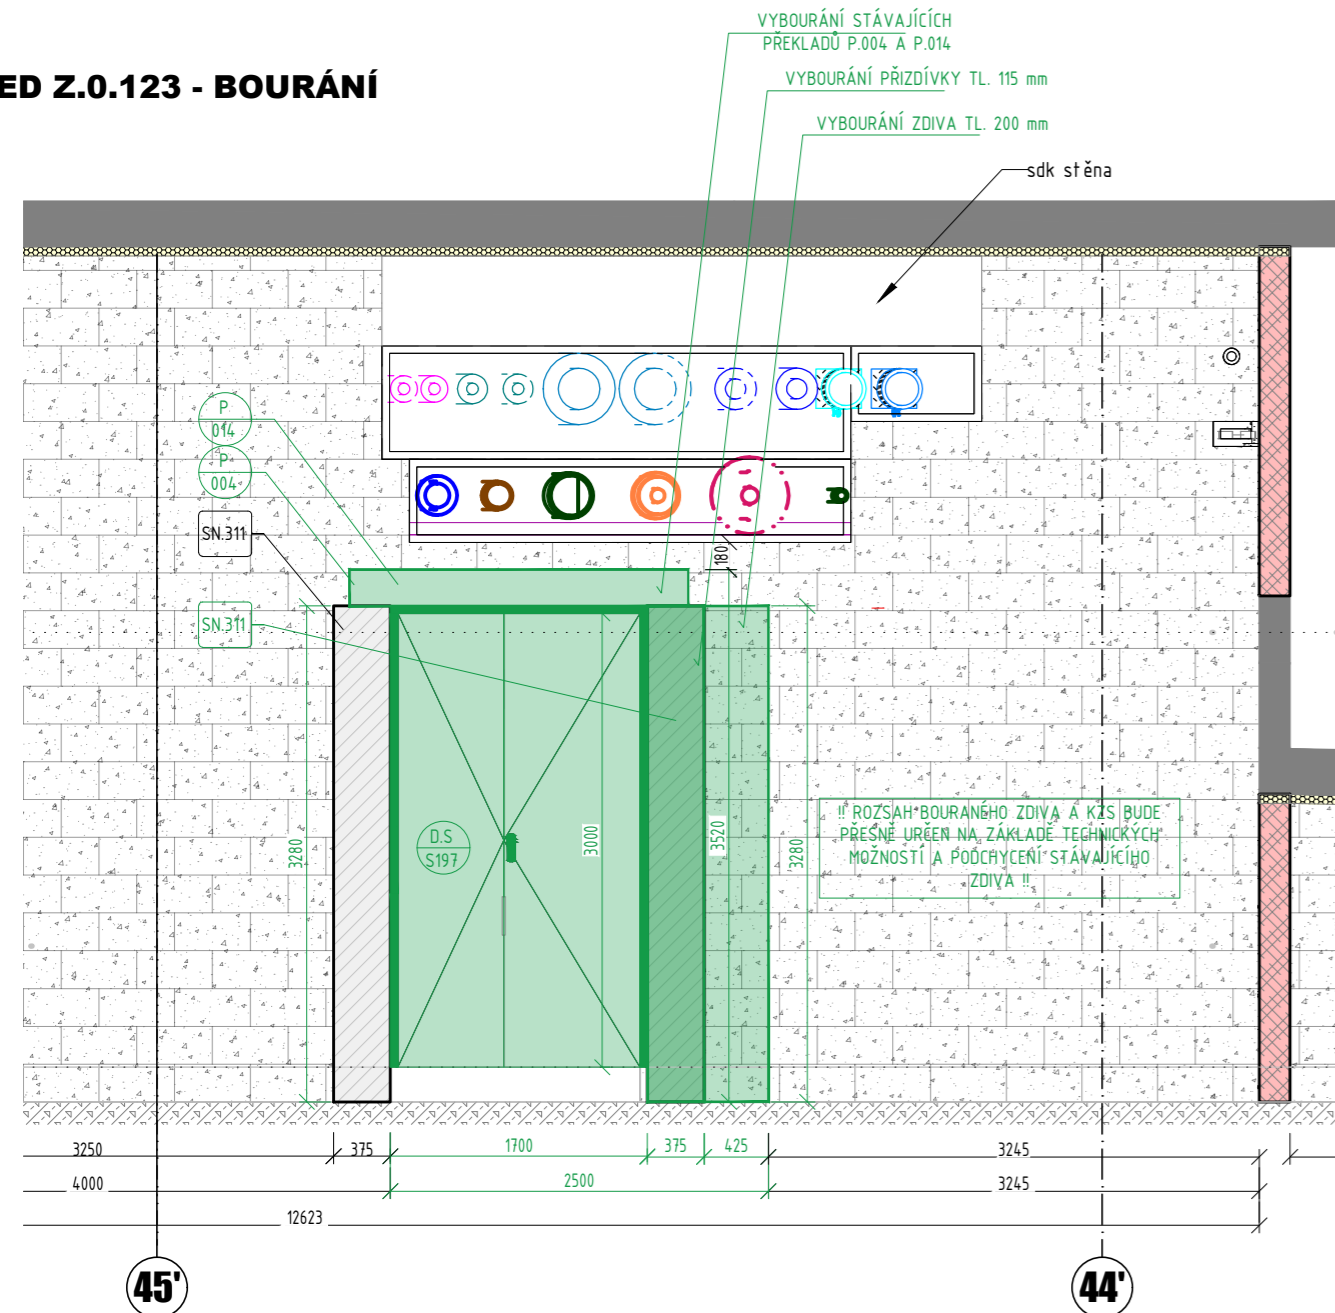 VYBOURÁNÍ STÁVAJÍCÍCH
PŘEKLADŮ P.004 A P.014
ED Z.0.123 - BOURÁNÍ
VYBOURÁNÍ PŘIZDÍVKY TL. 115 mm
VYBOURÁNÍ ZDIVA TL. 200 mm
sdk stěna
P
014
P
004
SN.311
180
SN.311
3280
D.S
S197
3000
3520
3280
!! ROZSAH BOURANÉHO ZDIVA A KZS BUDE
PŘESNĚ URČEN NA ZÁKLADĚ TECHNICKÝCH
MOŽNOSTÍ A PODCHYCENÍ STÁVAJÍCÍHO
ZDIVA !!
3250
375
1700
375
425
3245
4000
2500
3245
12623
45'
44'